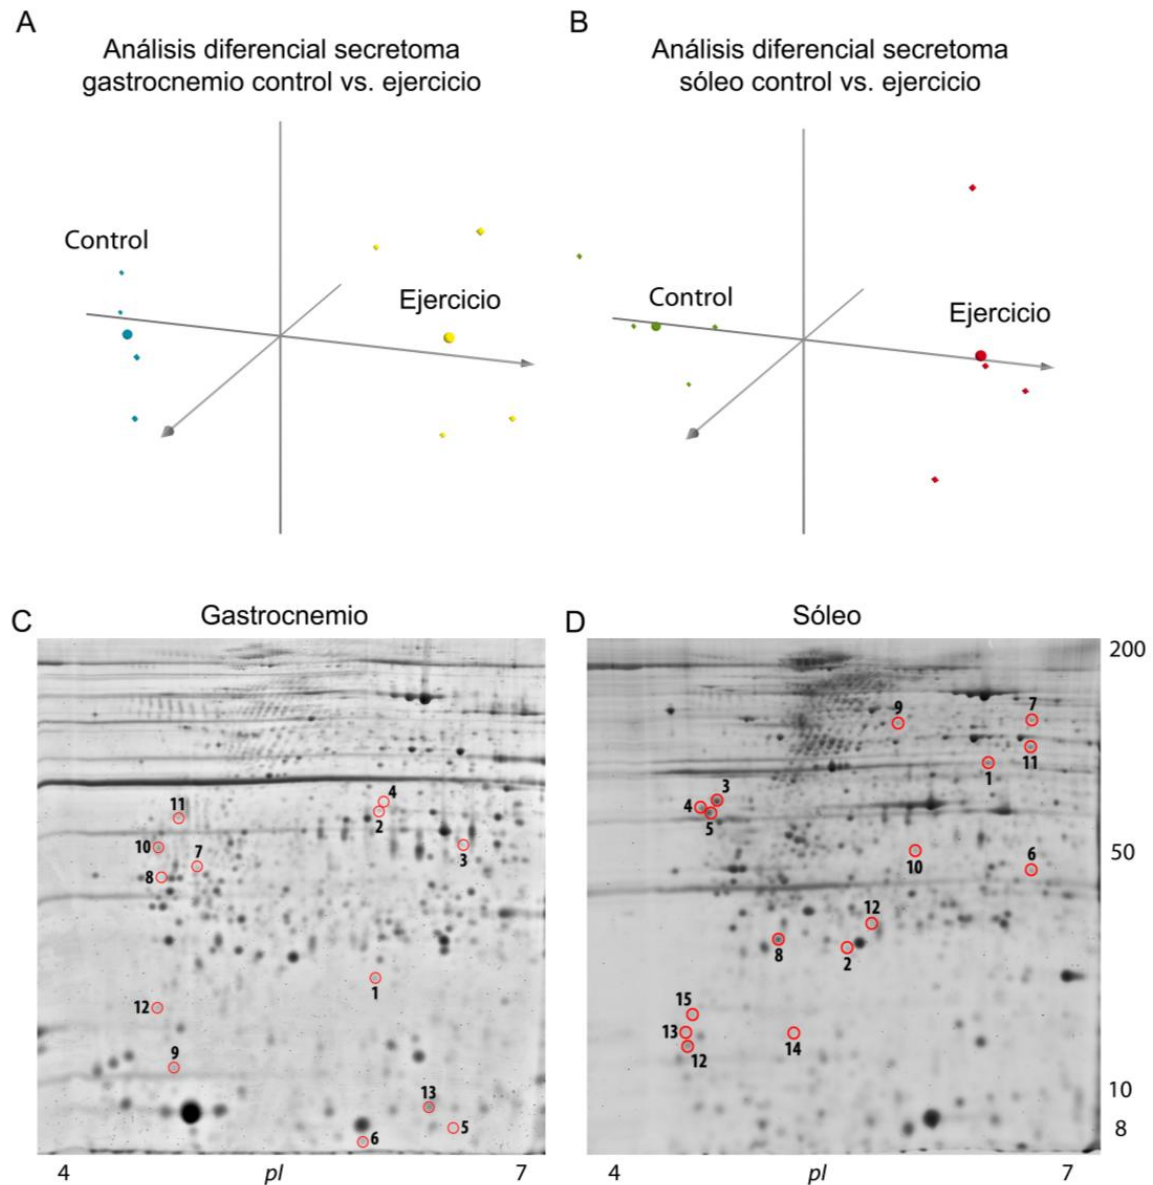 A
Análisis diferencial secretoma
gastrocnemio control vs. ejercicio
Control
Ejercicio
B
Análisis diferencial secretoma
sóleo control vs. ejercicio
Control
Ejercicio
C
Gastrocnemio
4
11
2
10
7
3
8
1
12
9
13
5
6
4
pI
7
D
Sóleo
200
9
7
11
1
3
4
5
10
50
6
12
8
2
15
13
14
12
10
8
4
pI
7